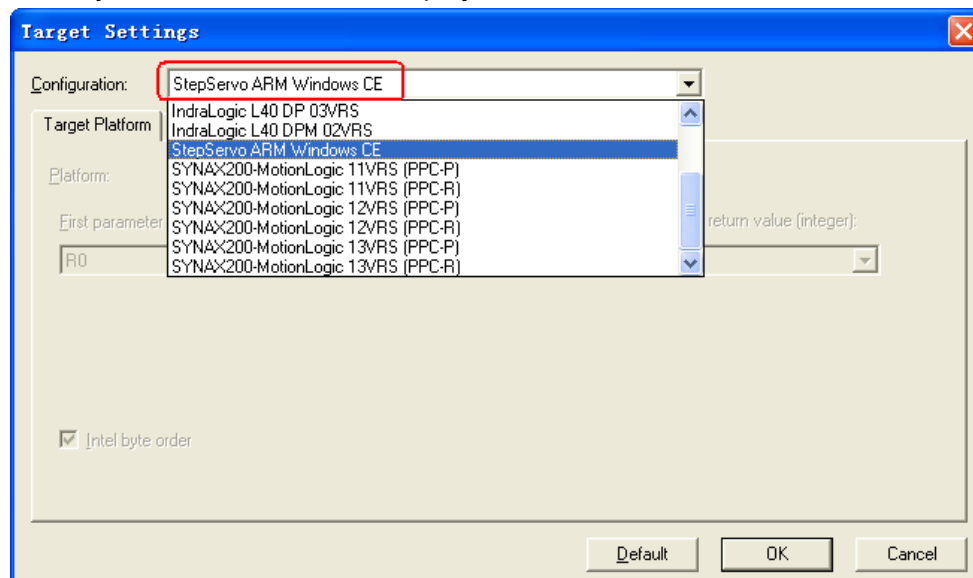 Target Settings
Configuration:
StepServo ARM Windows CE
IndraLogic L40 DP 03VRS
IndraLogic L40 DPM 02VRS
StepServo ARM Windows CE
SYNAX200-MotionLogic 11VRS (PPC-P)
SYNAX200-MotionLogic 11VRS (PPC-R)
SYNAX200-MotionLogic 12VRS (PPC-P)
SYNAX200-MotionLogic 12VRS (PPC-R)
SYNAX200-MotionLogic 13VRS (PPC-P)
SYNAX200-MotionLogic 13VRS (PPC-R)
Target Platform
Platform:
First parameter
return value (integer):
R0
Intel byte order
Default
OK
Cancel